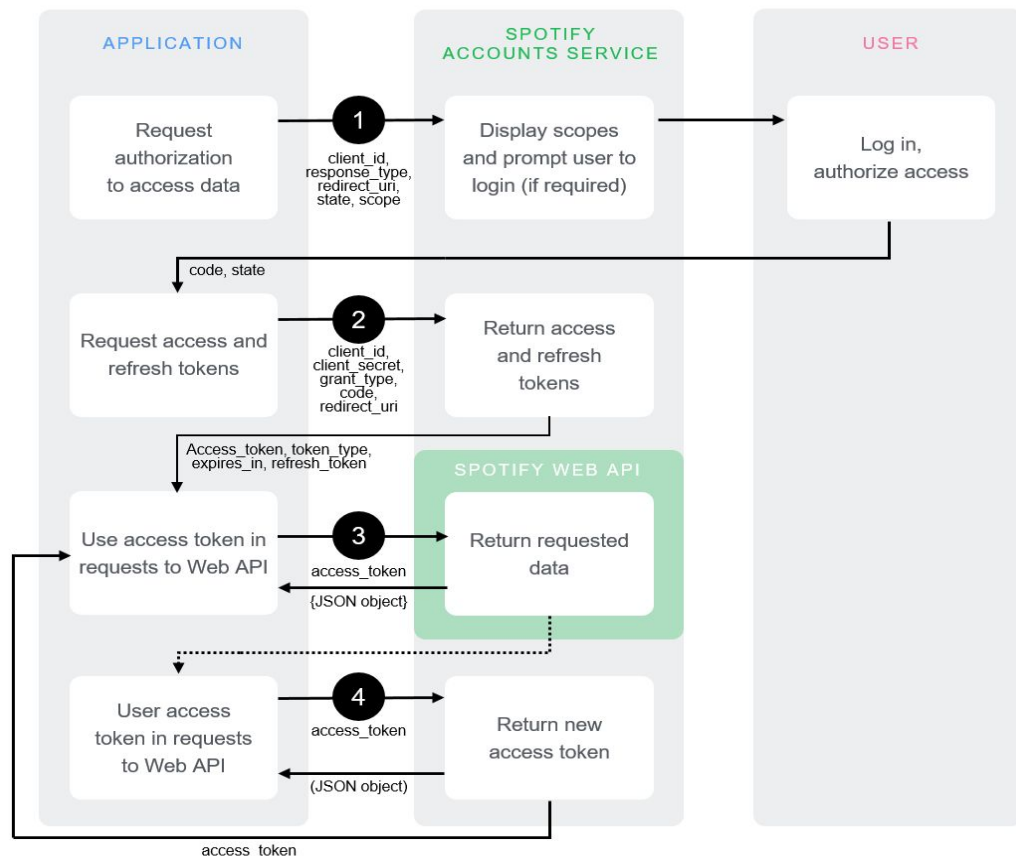 APPLICATION
SPOTIFY
ACCOUNTS SERVICE
USER
Request
authorization
to access data
1
client_id,
response_type,
redirect_uri,
state, scope
Display scopes
and prompt user to
login (if required)
Log in,
authorize access
code, state
Request access and
refresh tokens
2
client_id,
client_secret,
grant_type,
code,
redirect_uri
Return access
and refresh
tokens
Access_token, token_type,
expires_in, refresh_token
SPOTIFY WEB API
Use access token in
requests to Web API
3
access_token
{JSON object}
Return requested
data
User access
token in requests
to Web API
4
access_token
(JSON object)
Return new
access token
access_token